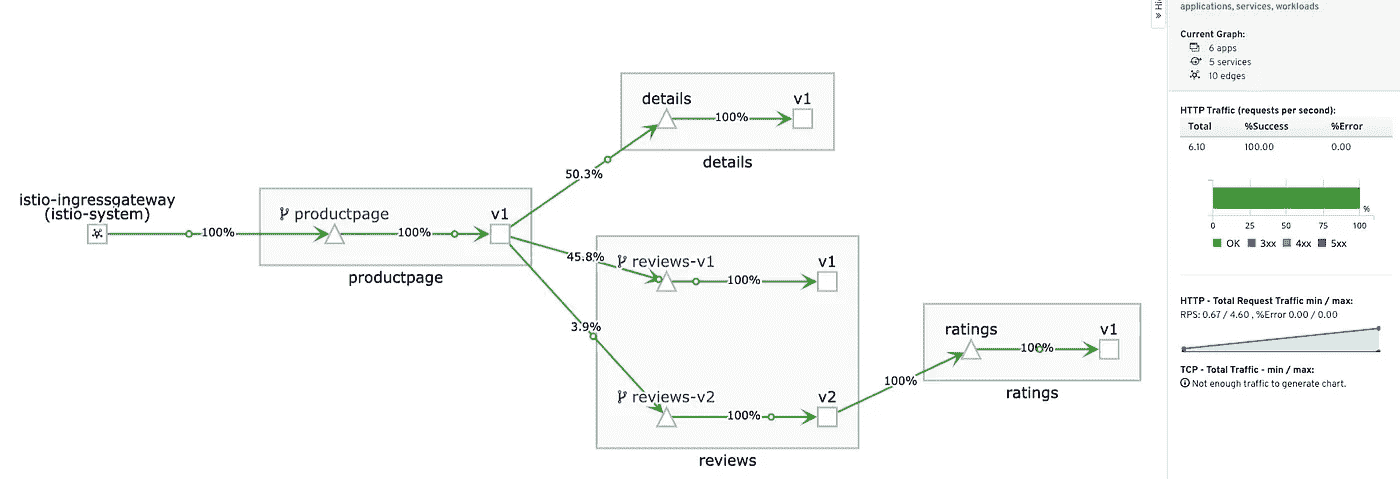 istio-ingressgateway
(istio-system)
100%
productpage
100%
v1
productpage
50.3%
details
100%
v1
details
45.8%
reviews-v1
100%
v1
3.9%
reviews-v2
100%
v2
reviews
100%
ratings
100%
v1
ratings
applications, services, workloads
Current Graph:
6 apps
5 services
10 edges
HTTP Traffic (requests per second):
Total %Success %Error
6.10 100.00 0.00
%
0 25 50 75 100
OK 3xx 4xx 5xx
HTTP - Total Request Traffic min / max:
RPS: 0.67 / 4.60 , %Error 0.00 / 0.00
TCP - Total Traffic - min / max:
Not enough traffic to generate chart.